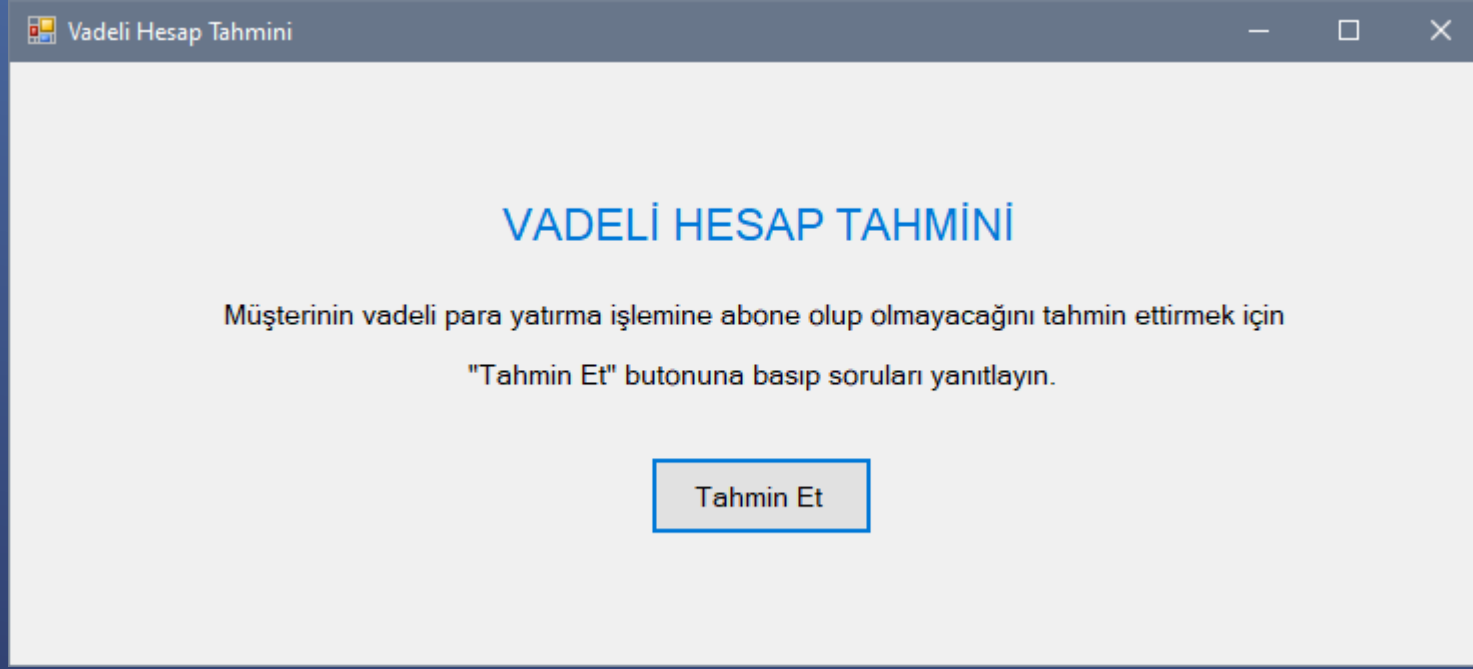 Vadeli Hesap Tahmini
VADELİ HESAP TAHMİNİ
Müşterinin vadeli para yatırma işlemine abone olup olmayacağını tahmin ettirmek için
"Tahmin Et" butonuna basıp soruları yanıtlayın.
Tahmin Et